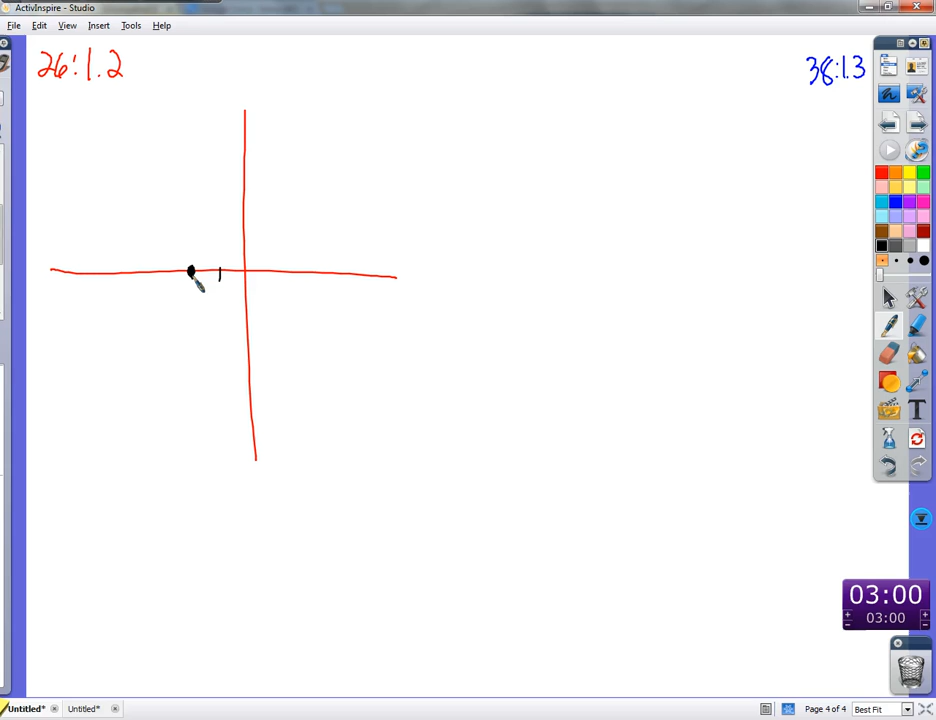 ActivInspire - Studio
File Edit View Insert Tools Help
26:1.2
38:1.3
03:00
03:00
Untitled* Untitled*
Page 4 of 4 Best Fit